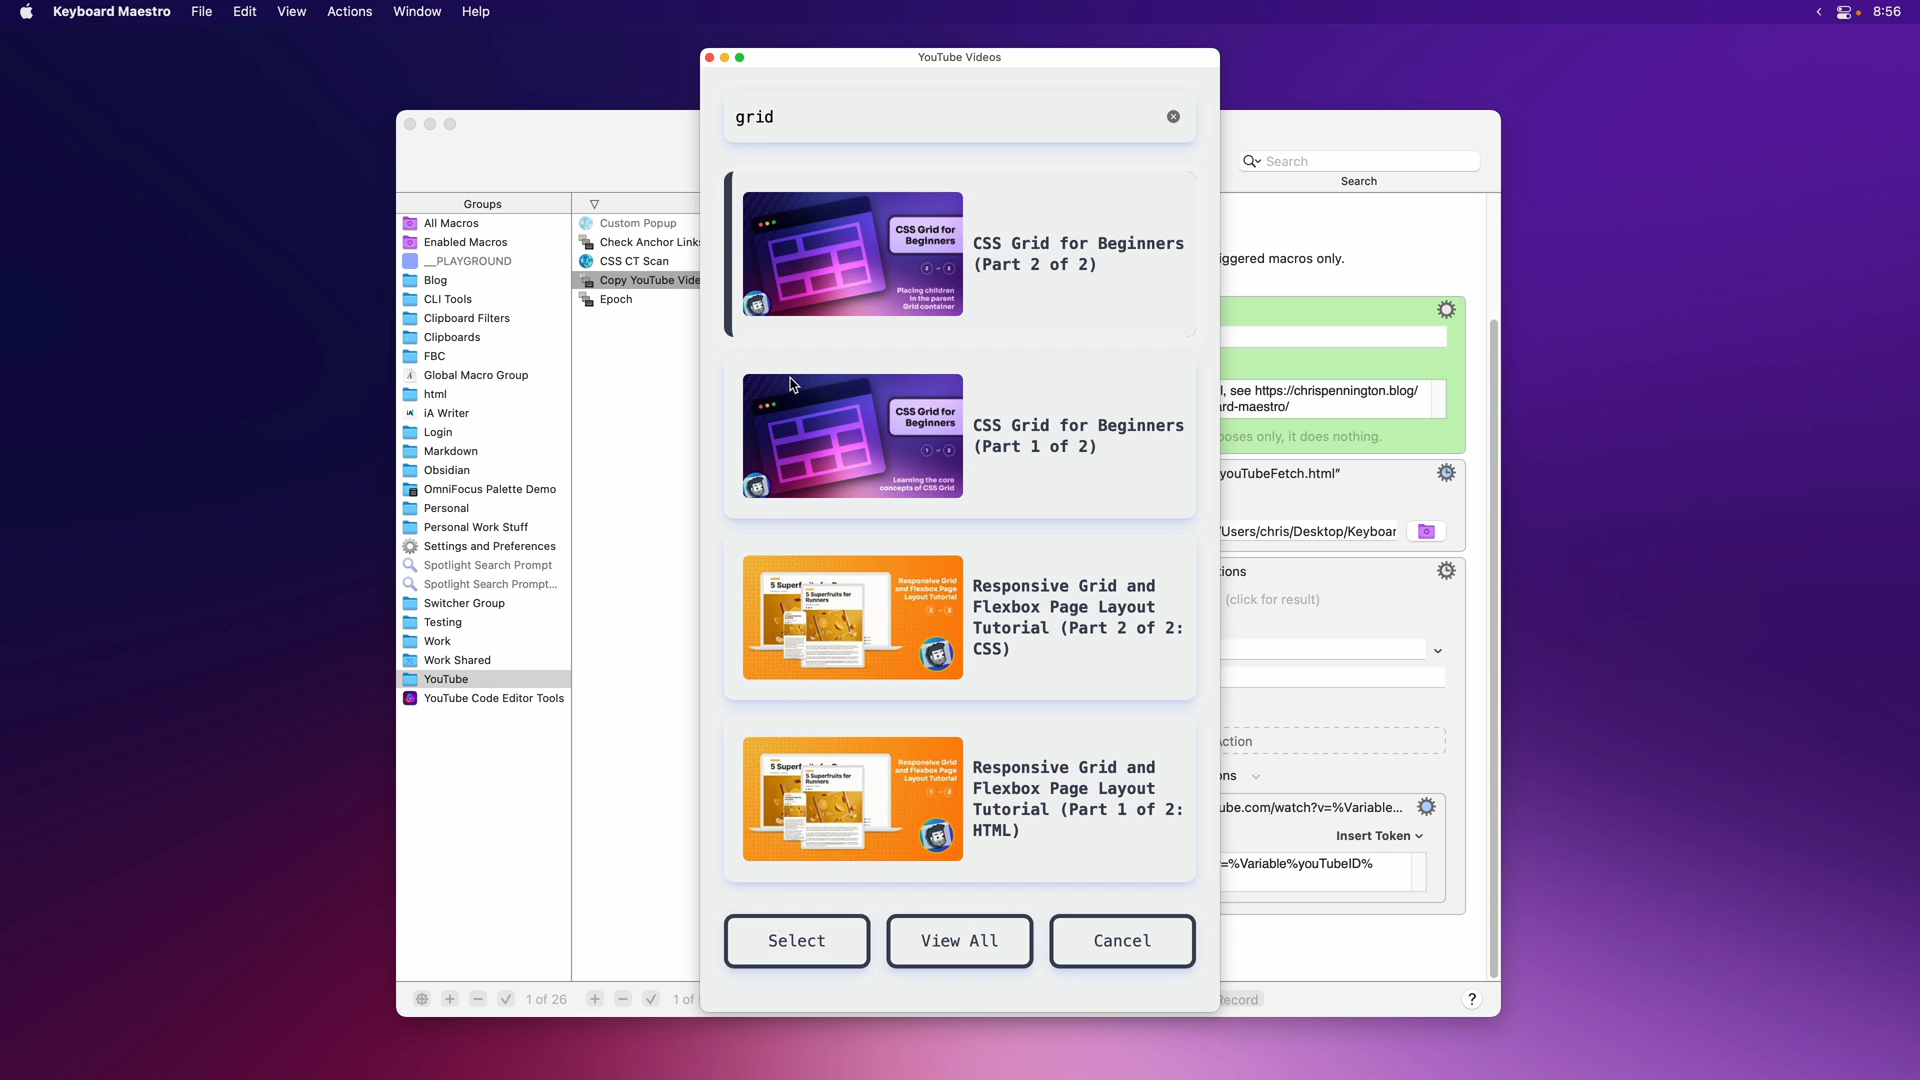 Keyboard Maestro File Edit View Actions Window Help
8:56
YouTube Videos
grid
Search
Search
Groups
All Macros
Enabled Macros
__PLAYGROUND
Blog
CLI Tools
Clipboard Filters
Clipboards
FBC
Global Macro Group
html
iA Writer
Login
Markdown
Obsidian
OmniFocus Palette Demo
Personal
Personal Work Stuff
Settings and Preferences
Spotlight Search Prompt
Spotlight Search Prompt...
Switcher Group
Testing
Work
Work Shared
YouTube
YouTube Code Editor Tools
Custom Popup
Check Anchor Link
CSS CT Scan
Copy YouTube Vide
Epoch
CSS Grid for
Beginners
2 of 2
Placing children
in the parent
Grid container
CSS Grid for Beginners
(Part 2 of 2)
CSS Grid for
Beginners
1 of 2
Learning the core
concepts of CSS Grid
CSS Grid for Beginners
(Part 1 of 2)
5 Superfruits for
Runners
Responsive Grid
and Flexbox Page
Layout Tutorial
Responsive Grid and
Flexbox Page Layout
Tutorial (Part 2 of 2:
CSS)
5 Superfruits for
Runners
Responsive Grid
and Flexbox Page
Layout Tutorial
Responsive Grid and
Flexbox Page Layout
Tutorial (Part 1 of 2:
HTML)
Select
View All
Cancel
iggered macros only.
l, see https://chrispennington.blog/
ard-maestro/
poses only, it does nothing.
youTubeFetch.html"
/Users/chris/Desktop/Keyboar
tions
(click for result)
Action
ons
ube.com/watch?v=%Variable...
Insert Token
=%Variable%youTubeID%
1 of 26
1 of
Record
?